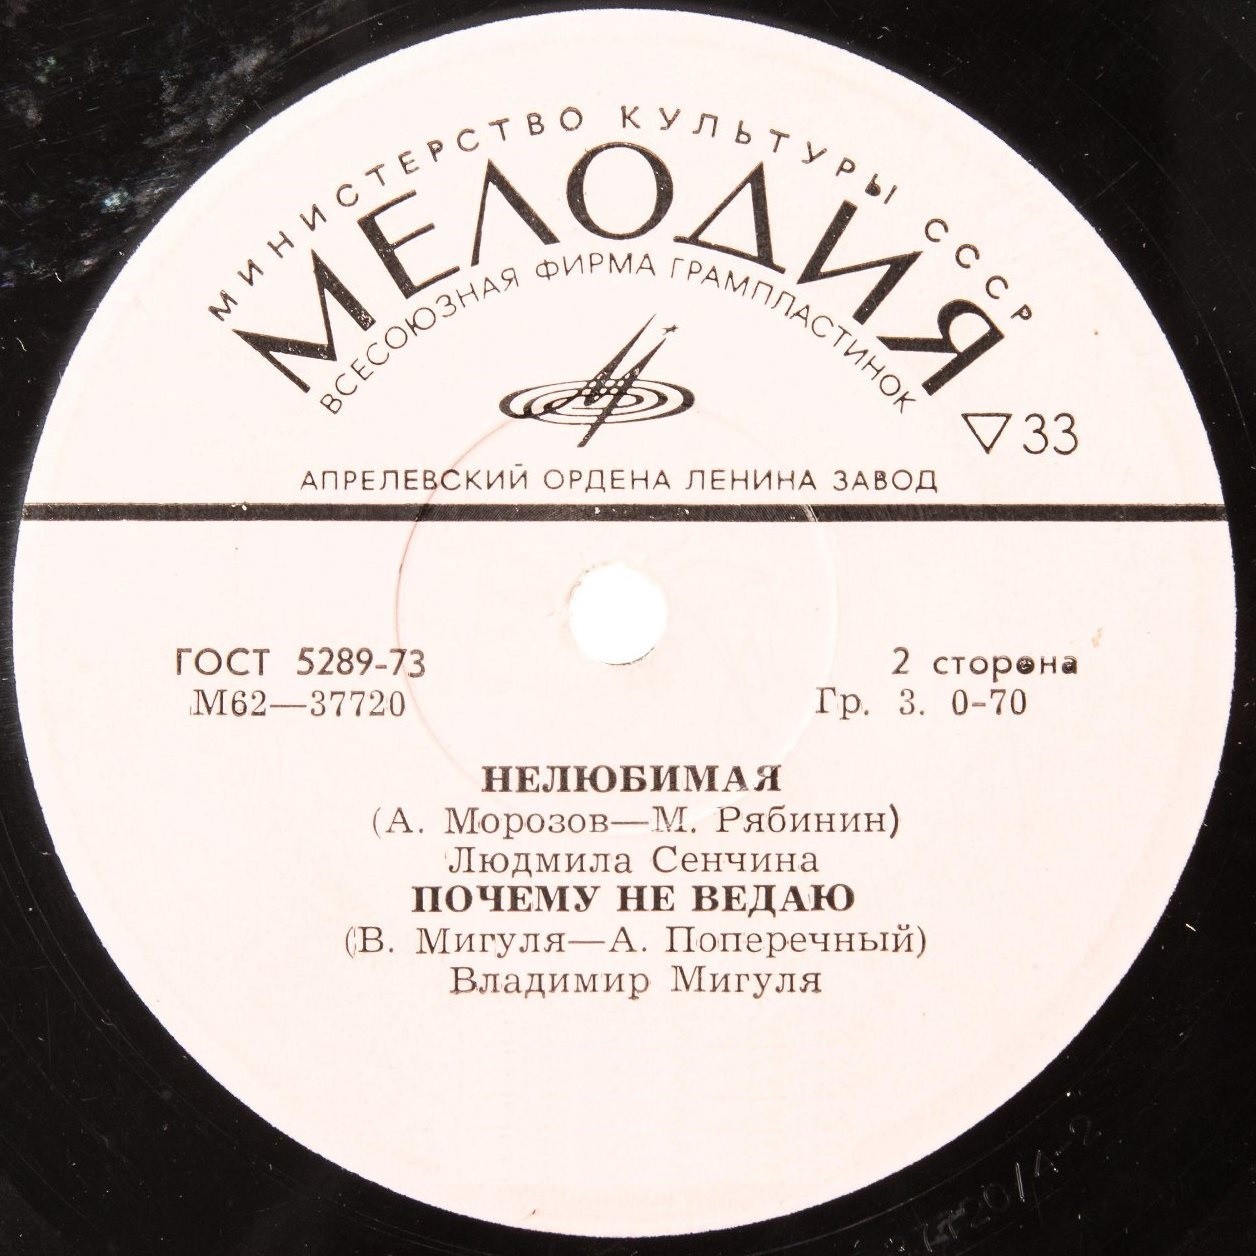 МИНИСТЕРСТВО КУЛЬТУРЫ СССР
МЕЛОДИЯ
ВСЕСОЮЗНАЯ ФИРМА ГРАМПЛАСТИНОК
33
АПРЕЛЕВСКИЙ ОРДЕНА ЛЕНИНА ЗАВОД
ГОСТ 5289-73
2 сторона
М62—37720
Гр. 3. 0-70
НЕЛЮБИМАЯ
(А. Морозов—М. Рябинин)
Людмила Сенчина
ПОЧЕМУ НЕ ВЕДАЮ
(В. Мигуля—А. Поперечный)
Владимир Мигуля